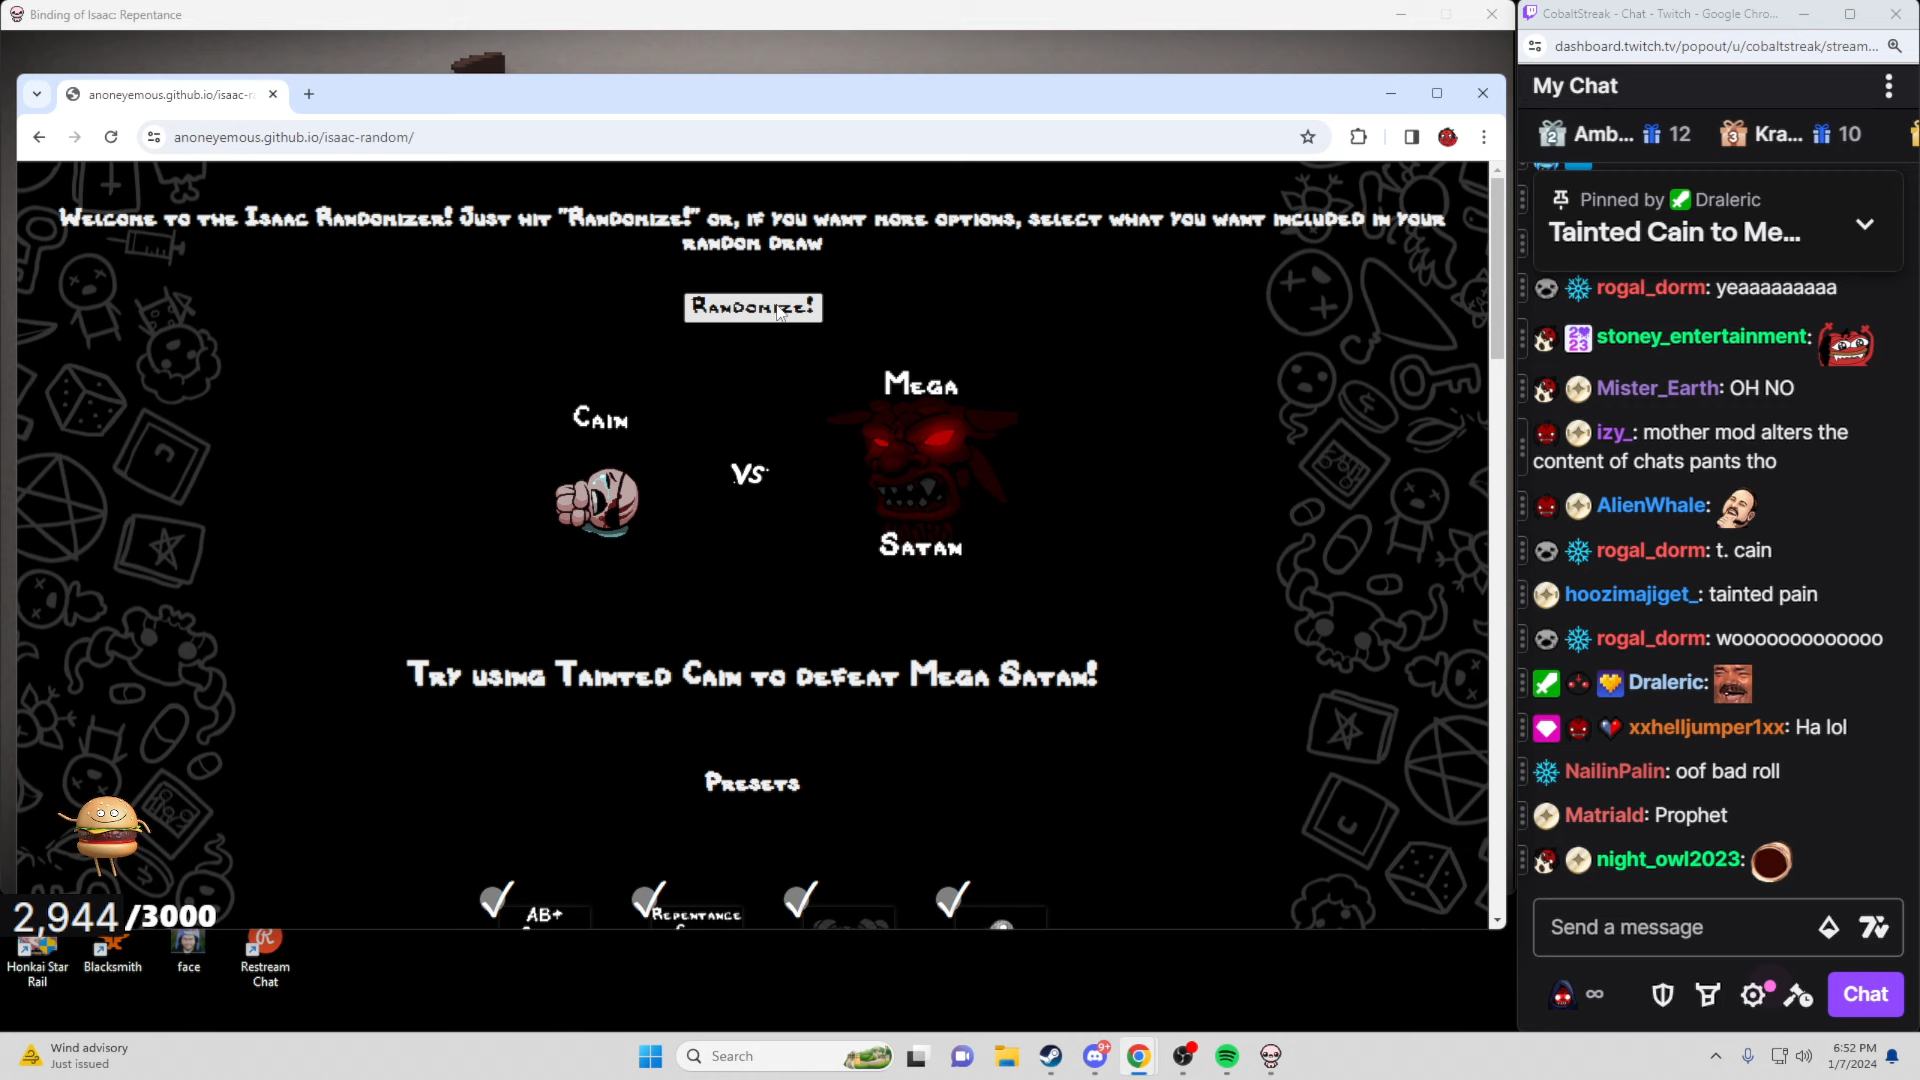 Binding of Isaac: Repentance
anoneyemous.github.io/isaac-r
anoneyemous.github.io/isaac-random/
Welcome to the Isaac Randomizer! Just hit "Randomize!" or, if you want more options, select what you want included in your
random draw
Randomize!
Cain
VS
Mega
Satan
Try using Tainted Cain to defeat Mega Satan!
Presets
AB+
Repentance
2,944/3000
Honkai Star
Rail
Blacksmith
face
Restream
Chat
CobaltStreak - Chat - Twitch - Google Chro...
dashboard.twitch.tv/popout/u/cobaltstreak/stream...
My Chat
2 Amb... 12
3 Kra... 10
Pinned by Draleric
Tainted Cain to Me...
rogal_dorm: yeaaaaaaaaa
stoney_entertainment:
Mister_Earth: OH NO
izy_: mother mod alters the
content of chats pants tho
AlienWhale:
rogal_dorm: t. cain
hoozimajiget_: tainted pain
rogal_dorm: wooooooooooooo
Draleric:
xxhelljumper1xx: Ha lol
NailinPalin: oof bad roll
Matriald: Prophet
night_owl2023:
Send a message
Chat
Wind advisory
Just issued
Search
9+
6:52 PM
1/7/2024